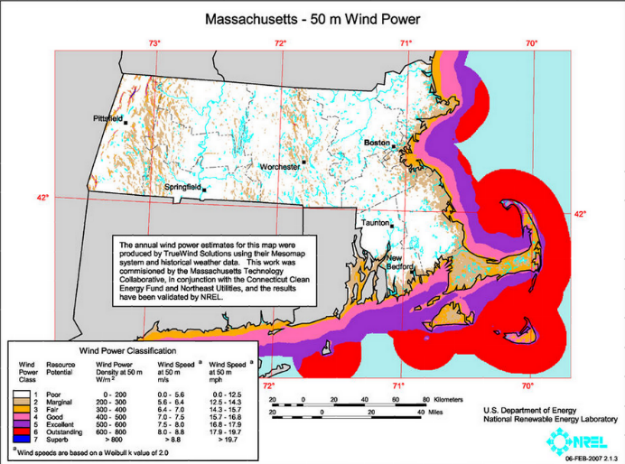 Massachusetts - 50 m Wind Power
73°
72°
71°
70°
Pittsfield
Boston
Worchester
Springfield
42°
42°
Taunton
New
Bedford
The annual wind power estimates for this map were
produced by TrueWind Solutions using their Mesomap
system and historical weather data. This work was
commisioned by the Massachusetts Technology
Collaborative, in conjunction with the Connecticut Clean
Energy Fund and Northeast Utilities, and the results
have been validated by NREL.
72°
71°
70°
Wind Power Classification
Wind Power Class Resource Potential Wind Power Density at 50 m W/m² Wind Speed a at 50 m m/s Wind Speed a at 50 m mph
1 Poor 0 - 200 0.0 - 5.6 0.0 - 12.5
2 Marginal 200 - 300 5.6 - 6.4 12.5 - 14.3
3 Fair 300 - 400 6.4 - 7.0 14.3 - 15.7
4 Good 400 - 500 7.0 - 7.5 15.7 - 16.8
5 Excellent 500 - 600 7.5 - 8.0 16.8 - 17.9
6 Outstanding 600 - 800 8.0 - 8.8 17.9 - 19.7
7 Superb > 800 > 8.8 > 19.7
a Wind speeds are based on a Weibull k value of 2.0
20 0 20 40 60 80 Kilometers
20 0 20 40 Miles
U.S. Department of Energy
National Renewable Energy Laboratory
NREL
06-FEB-2007 2.1.3